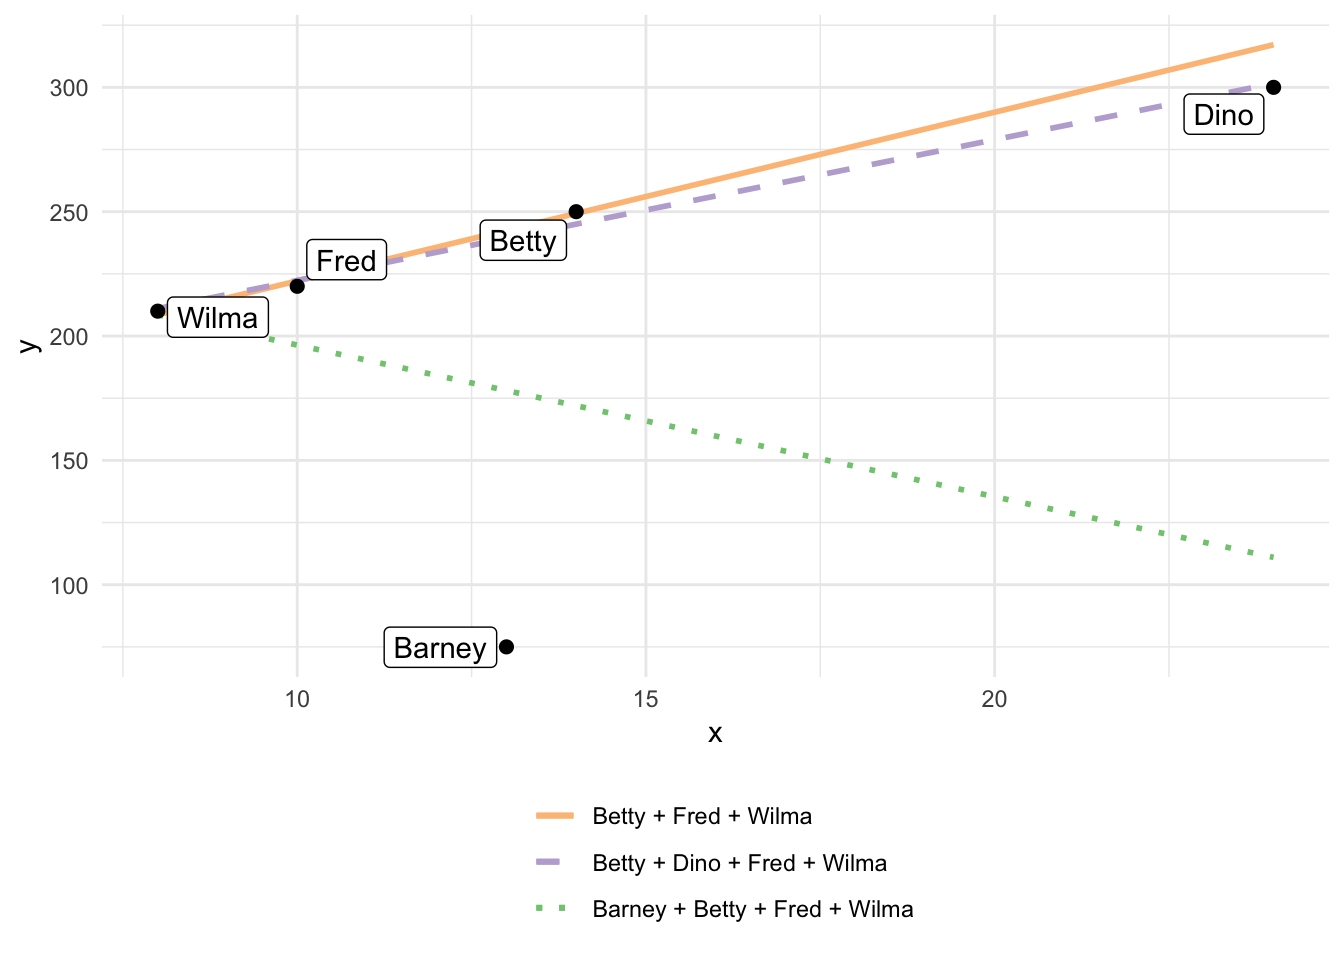 300
Dino
250
Betty
Fred
Wilma
200
y
150
100
Barney
10
15
20
x
Betty + Fred + Wilma
Betty + Dino + Fred + Wilma
Barney + Betty + Fred + Wilma